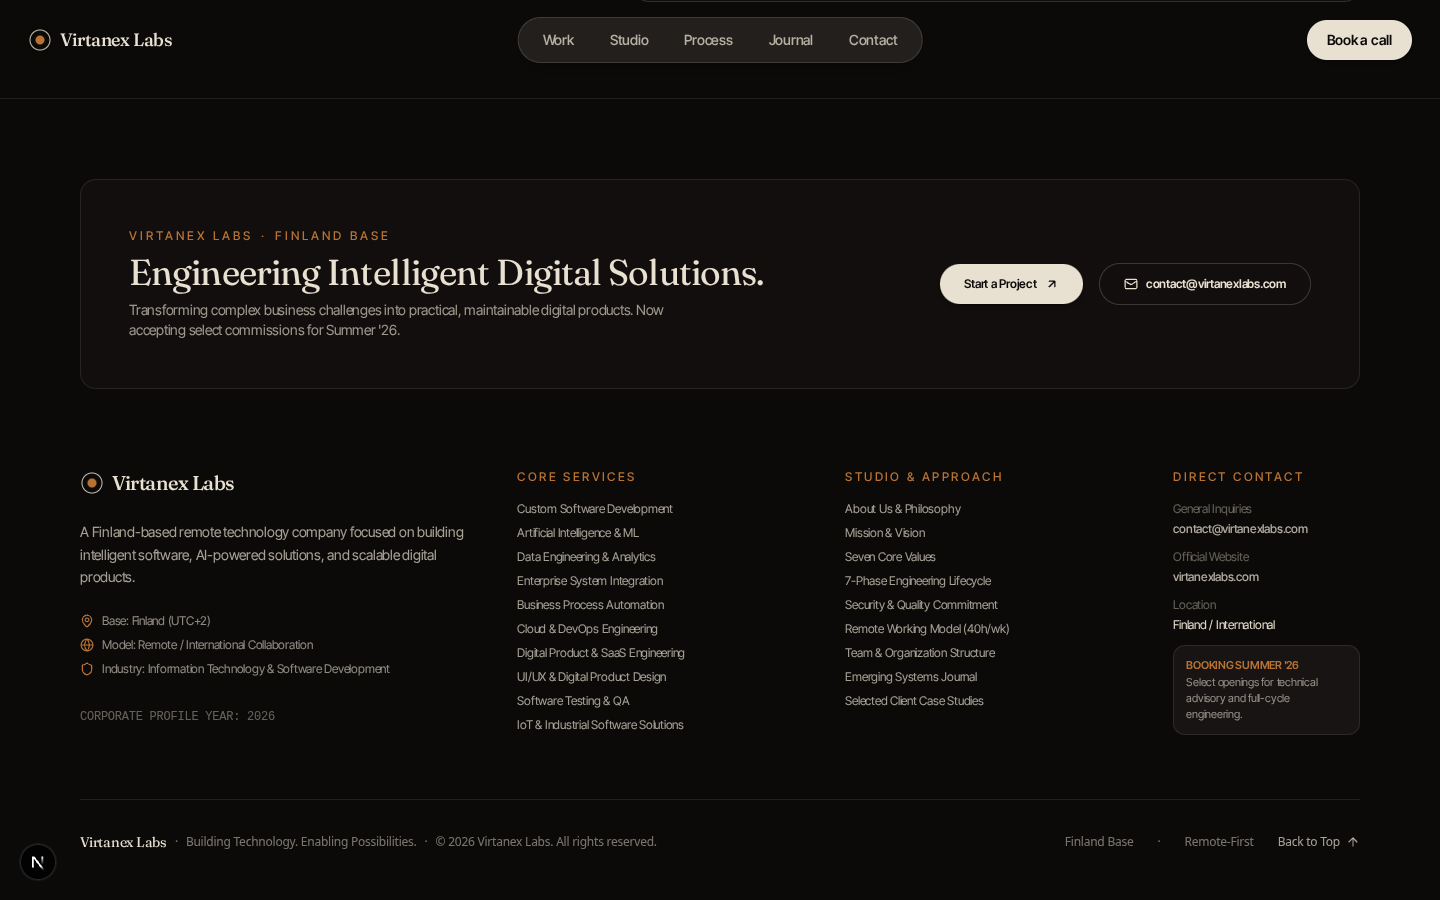 Virtanex Labs
Work
Studio
Process
Journal
Contact
Book a call
VIRTANEX LABS · FINLAND BASE
Engineering Intelligent Digital Solutions.
Transforming complex business challenges into practical, maintainable digital products. Now
accepting select commissions for Summer '26.
Start a Project
contact@virtanexlabs.com
Virtanex Labs
A Finland-based remote technology company focused on building
intelligent software, AI-powered solutions, and scalable digital
products.
Base: Finland (UTC+2)
Model: Remote / International Collaboration
Industry: Information Technology & Software Development
CORPORATE PROFILE YEAR: 2026
CORE SERVICES
Custom Software Development
Artificial Intelligence & ML
Data Engineering & Analytics
Enterprise System Integration
Business Process Automation
Cloud & DevOps Engineering
Digital Product & SaaS Engineering
UI/UX & Digital Product Design
Software Testing & QA
IoT & Industrial Software Solutions
STUDIO & APPROACH
About Us & Philosophy
Mission & Vision
Seven Core Values
7-Phase Engineering Lifecycle
Security & Quality Commitment
Remote Working Model (40h/wk)
Team & Organization Structure
Emerging Systems Journal
Selected Client Case Studies
DIRECT CONTACT
General Inquiries
contact@virtanexlabs.com
Official Website
virtanexlabs.com
Location
Finland / International
BOOKING SUMMER '26
Select openings for technical
advisory and full-cycle
engineering.
Virtanex Labs · Building Technology. Enabling Possibilities. · © 2026 Virtanex Labs. All rights reserved.
Finland Base · Remote-First
Back to Top ↑
N